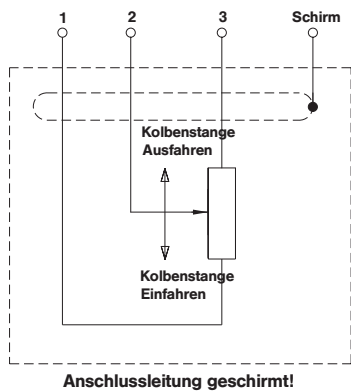 1 2 3 Schirm
Kolbenstange
Ausfahren
Kolbenstange
Einfahren
Anschlussleitung geschirmt!